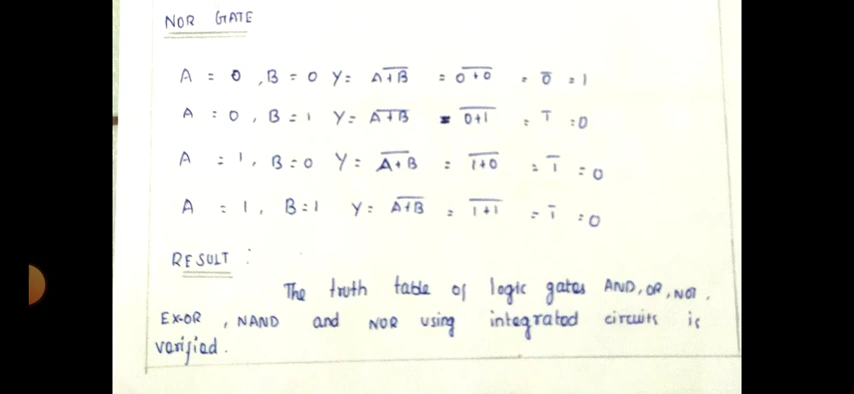 NOR GATE
A = 0 , B = 0 Y = A̅+̅B̅ = 0̅+̅0̅ = 0̅ = 1
A = 0 , B = 1 Y = A̅+̅B̅ = 0̅+̅1̅ = 1̅ = 0
A = 1 , B = 0 Y = A̅+̅B̅ = 1̅+̅0̅ = 1̅ = 0
A = 1 , B = 1 Y = A̅+̅B̅ = 1̅+̅1̅ = 1̅ = 0
RESULT :
The truth table of logic gates AND, OR, NOT,
EX-OR , NAND and NOR using integrated circuits is
verified.